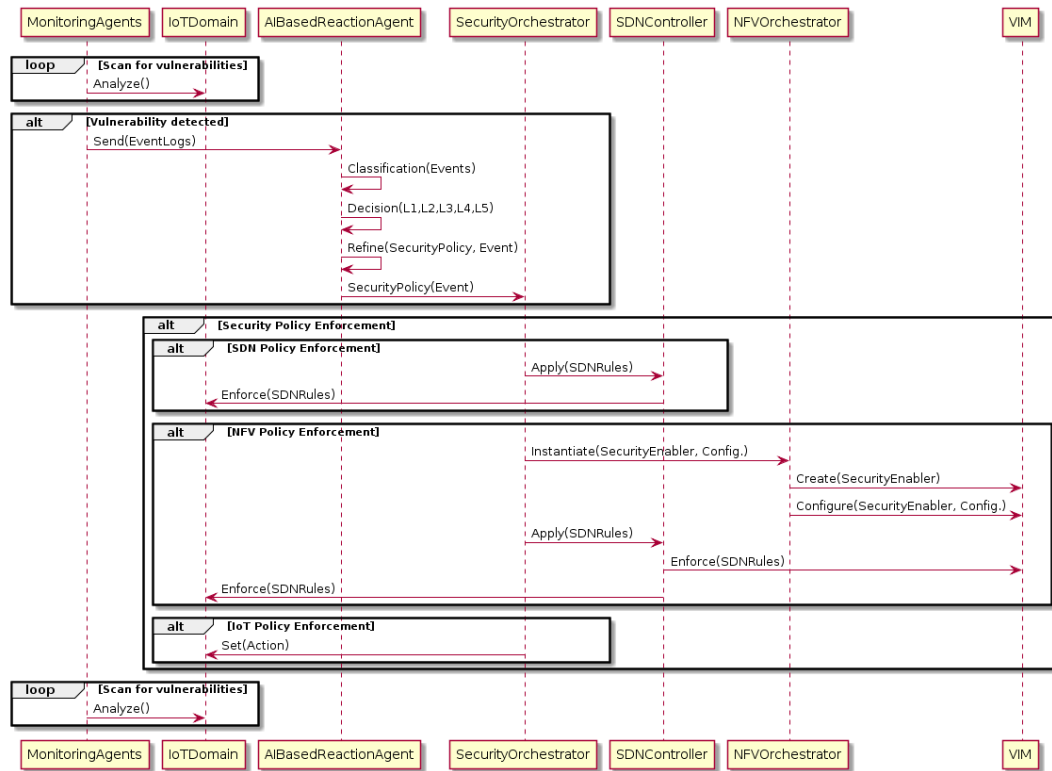 MonitoringAgents IoTDomain AIBasedReactionAgent SecurityOrchestrator SDNController NFVOrchestrator VIM
loop [Scan for vulnerabilities]
Analyze()
alt [Vulnerability detected]
Send(EventLogs)
Classification(Events)
Decision(L1,L2,L3,L4,L5)
Refine(SecurityPolicy, Event)
SecurityPolicy(Event)
alt [Security Policy Enforcement]
alt [SDN Policy Enforcement]
Apply(SDNRules)
Enforce(SDNRules)
alt [NFV Policy Enforcement]
Instantiate(SecurityEnabler, Config.)
Create(SecurityEnabler)
Configure(SecurityEnabler, Config.)
Apply(SDNRules)
Enforce(SDNRules)
Enforce(SDNRules)
alt [IoT Policy Enforcement]
Set(Action)
loop [Scan for vulnerabilities]
Analyze()
MonitoringAgents IoTDomain AIBasedReactionAgent SecurityOrchestrator SDNController NFVOrchestrator VIM